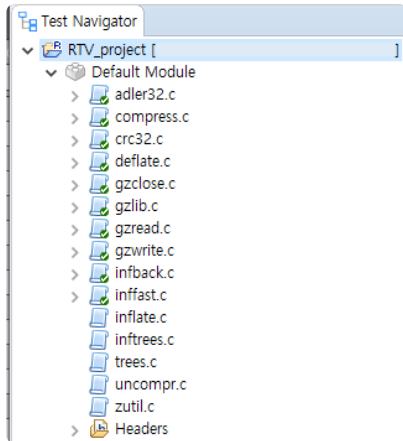 Test Navigator
RTV_project [ ]
Default Module
adler32.c
compress.c
crc32.c
deflate.c
gzclose.c
gzlib.c
gzread.c
gzwrite.c
infback.c
inffast.c
inflate.c
inftrees.c
trees.c
uncompr.c
zutil.c
Headers